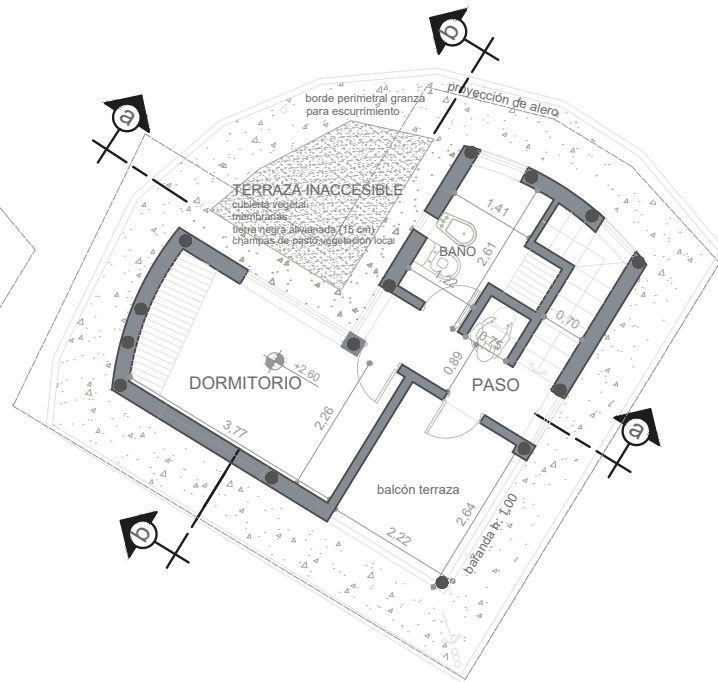 b
a
proyección de alero
borde perimetral granza
para escurrimiento
TERRAZA INACCESIBLE
cubierta vegetal
membranas
tierra negra alivianada (15 cm)
champas de pasto vegetación local
1,41
BAÑO
2,61
1,22
0,70
0,75
0,89
+2.60
DORMITORIO
PASO
3,77
2,26
a
balcón terraza
2,64
2,22
baranda h: 1.00
b